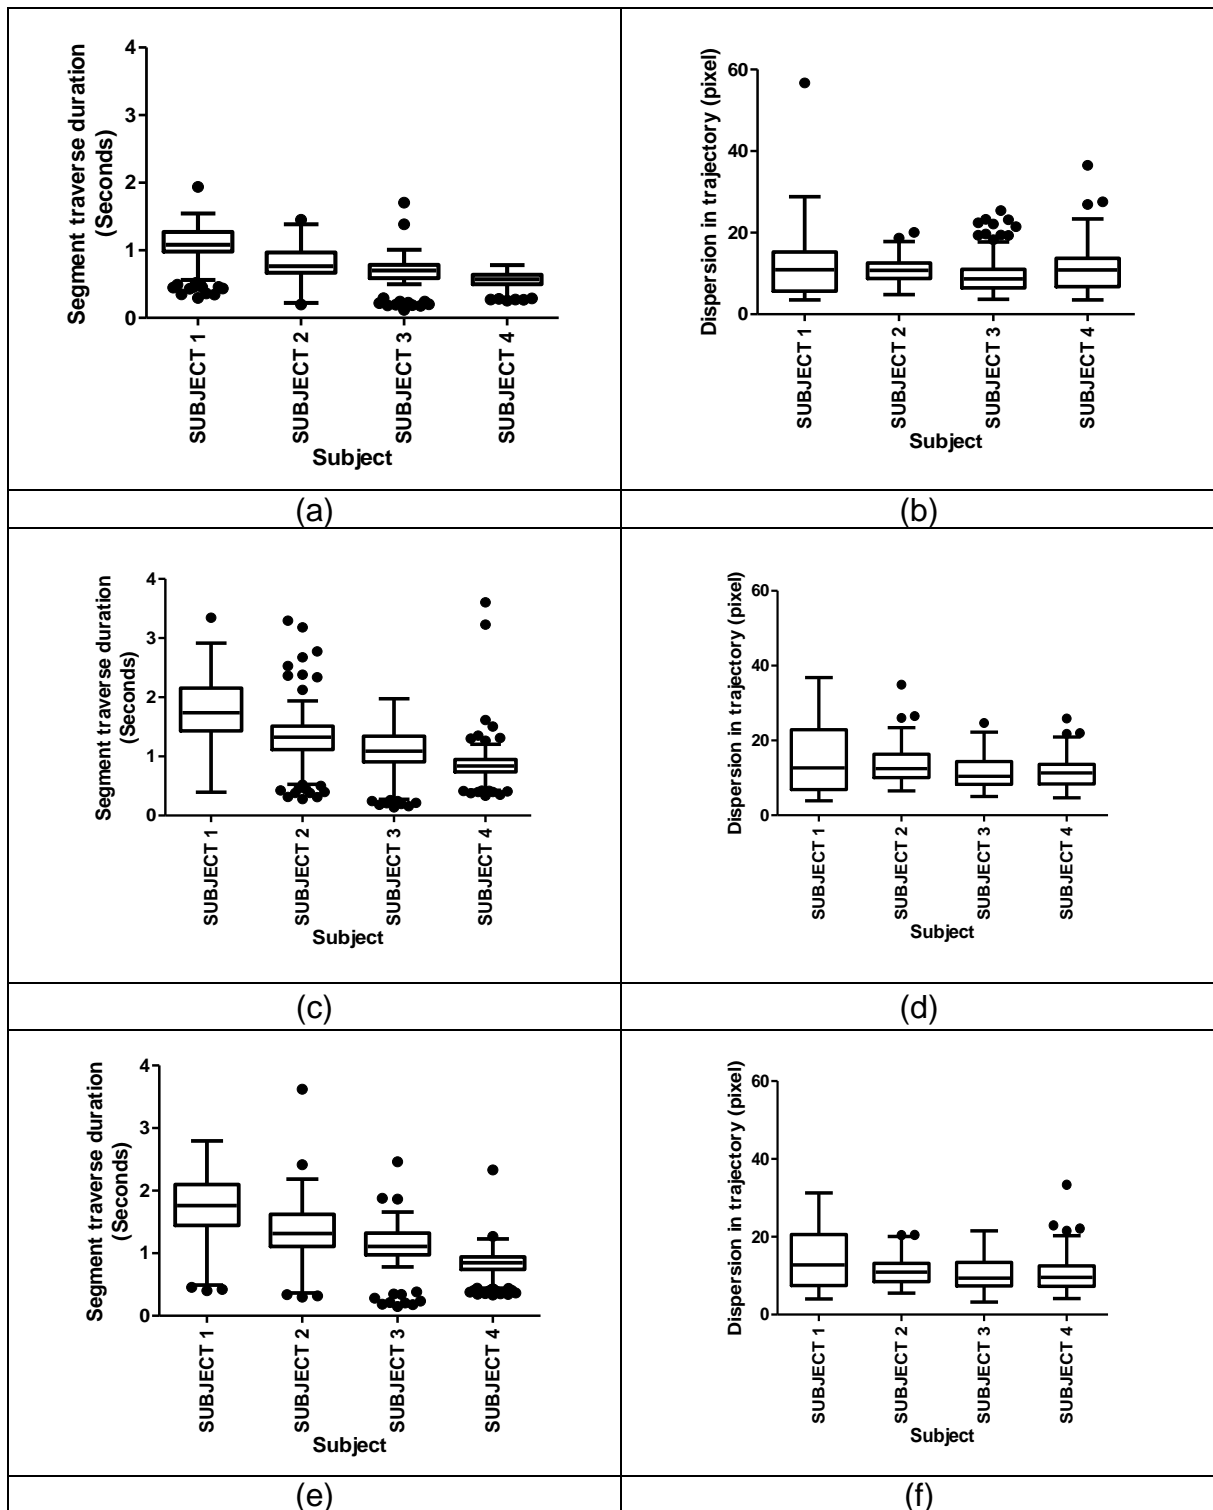 Segment traverse duration
(Seconds)
4
3
2
1
0
SUBJECT 1
SUBJECT 2
SUBJECT 3
SUBJECT 4
Subject
Dispersion in trajectory (pixel)
60
40
20
0
SUBJECT 1
SUBJECT 2
SUBJECT 3
SUBJECT 4
Subject
(a)
(b)
Segment traverse duration
(Seconds)
4
3
2
1
0
SUBJECT 1
SUBJECT 2
SUBJECT 3
SUBJECT 4
Subject
Dispersion in trajectory (pixel)
60
40
20
0
SUBJECT 1
SUBJECT 2
SUBJECT 3
SUBJECT 4
Subject
(c)
(d)
Segment traverse duration
(Seconds)
4
3
2
1
0
SUBJECT 1
SUBJECT 2
SUBJECT 3
SUBJECT 4
Subject
Dispersion in trajectory (pixel)
60
40
20
0
SUBJECT 1
SUBJECT 2
SUBJECT 3
SUBJECT 4
Subject
(e)
(f)